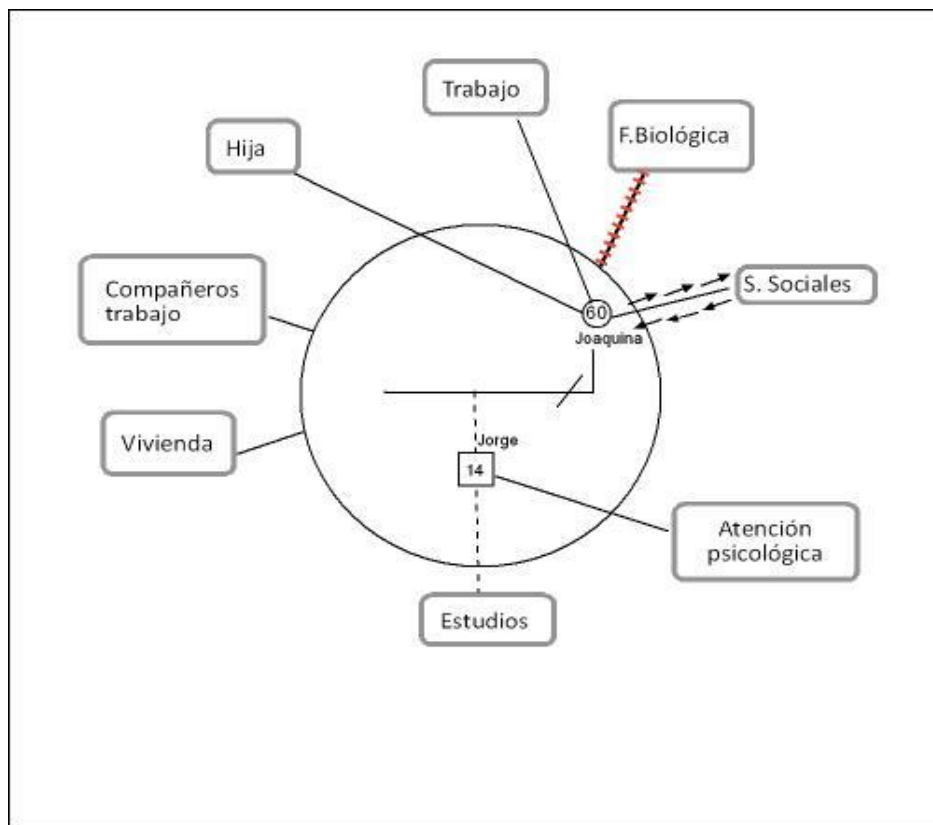 Trabajo
F.Biológica
Hija
Compañeros
trabajo
S. Sociales
60
Joaquina
Vivienda
Jorge
14
Atención
psicológica
Estudios